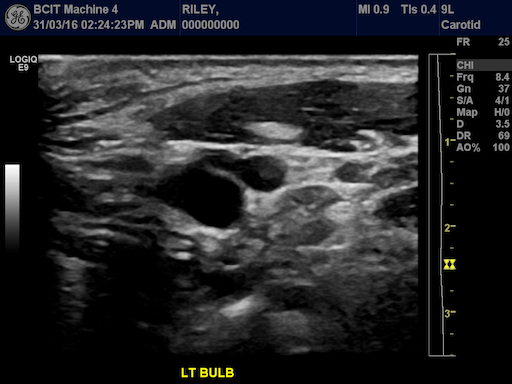 BCIT Machine 4
RILEY,
MI 0.9 TIs 0.4 9L
31/03/16 02:24:23PM ADM
000000000
Carotid
FR 25
LOGIQ
E9
CHI
Frq 8.4
Gn 37
S/A 4/1
Map H/0
D 3.5
DR 69
AO% 100
1
2
3
LT BULB